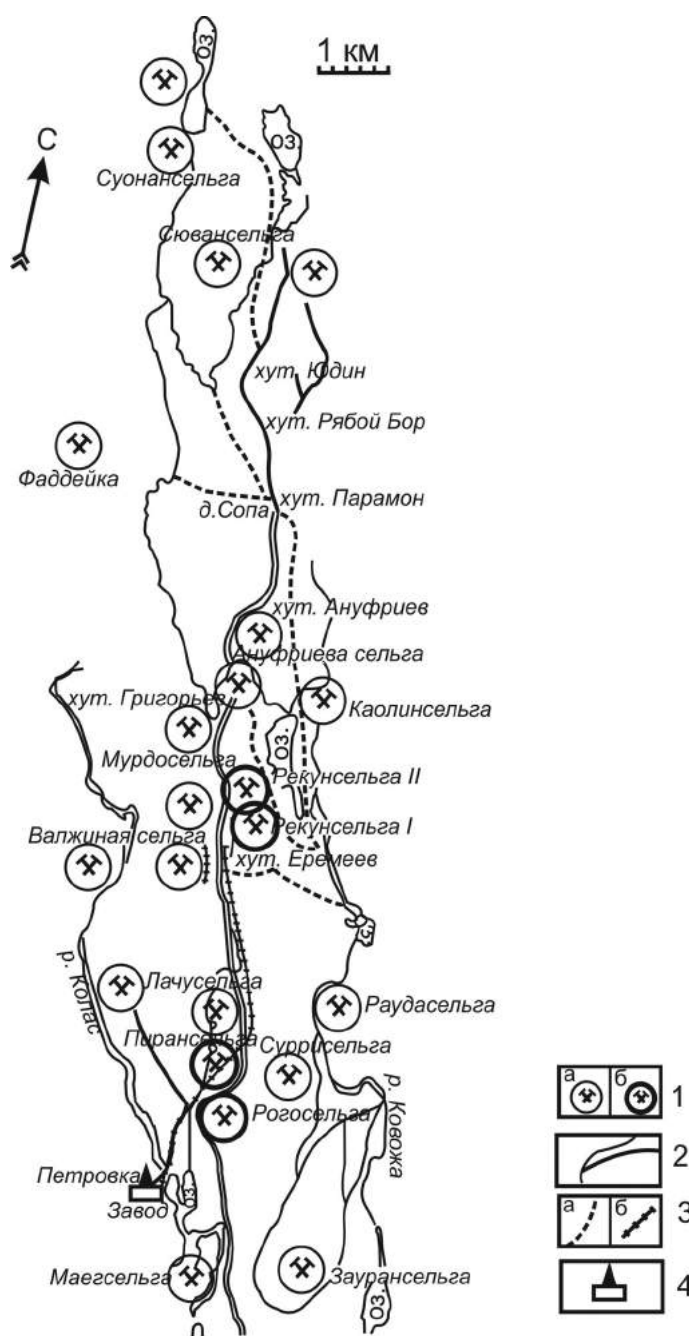 оз.
1 км
оз.
С
Суонансельга
Сювансельга
хут. Юдин
хут. Рябой Бор
Фаддейка
хут. Парамон
д.Сопа
хут. Ануфриев
Ануфриева сельга
хут. Григорьев
Каолинсельга
оз.
Мурдосельга
Рекунсельга II
Рекунсельга I
Валжиная сельга
хут. Еремеев
р. Колас
Лачусельга
Раудасельга
Пирансельга
Суррисельга
а
б
1
Рогосельга
р. Ковожа
2
Петровка
оз.
Завод
а
б
3
Маегсельга
Заурансельга
оз.
4